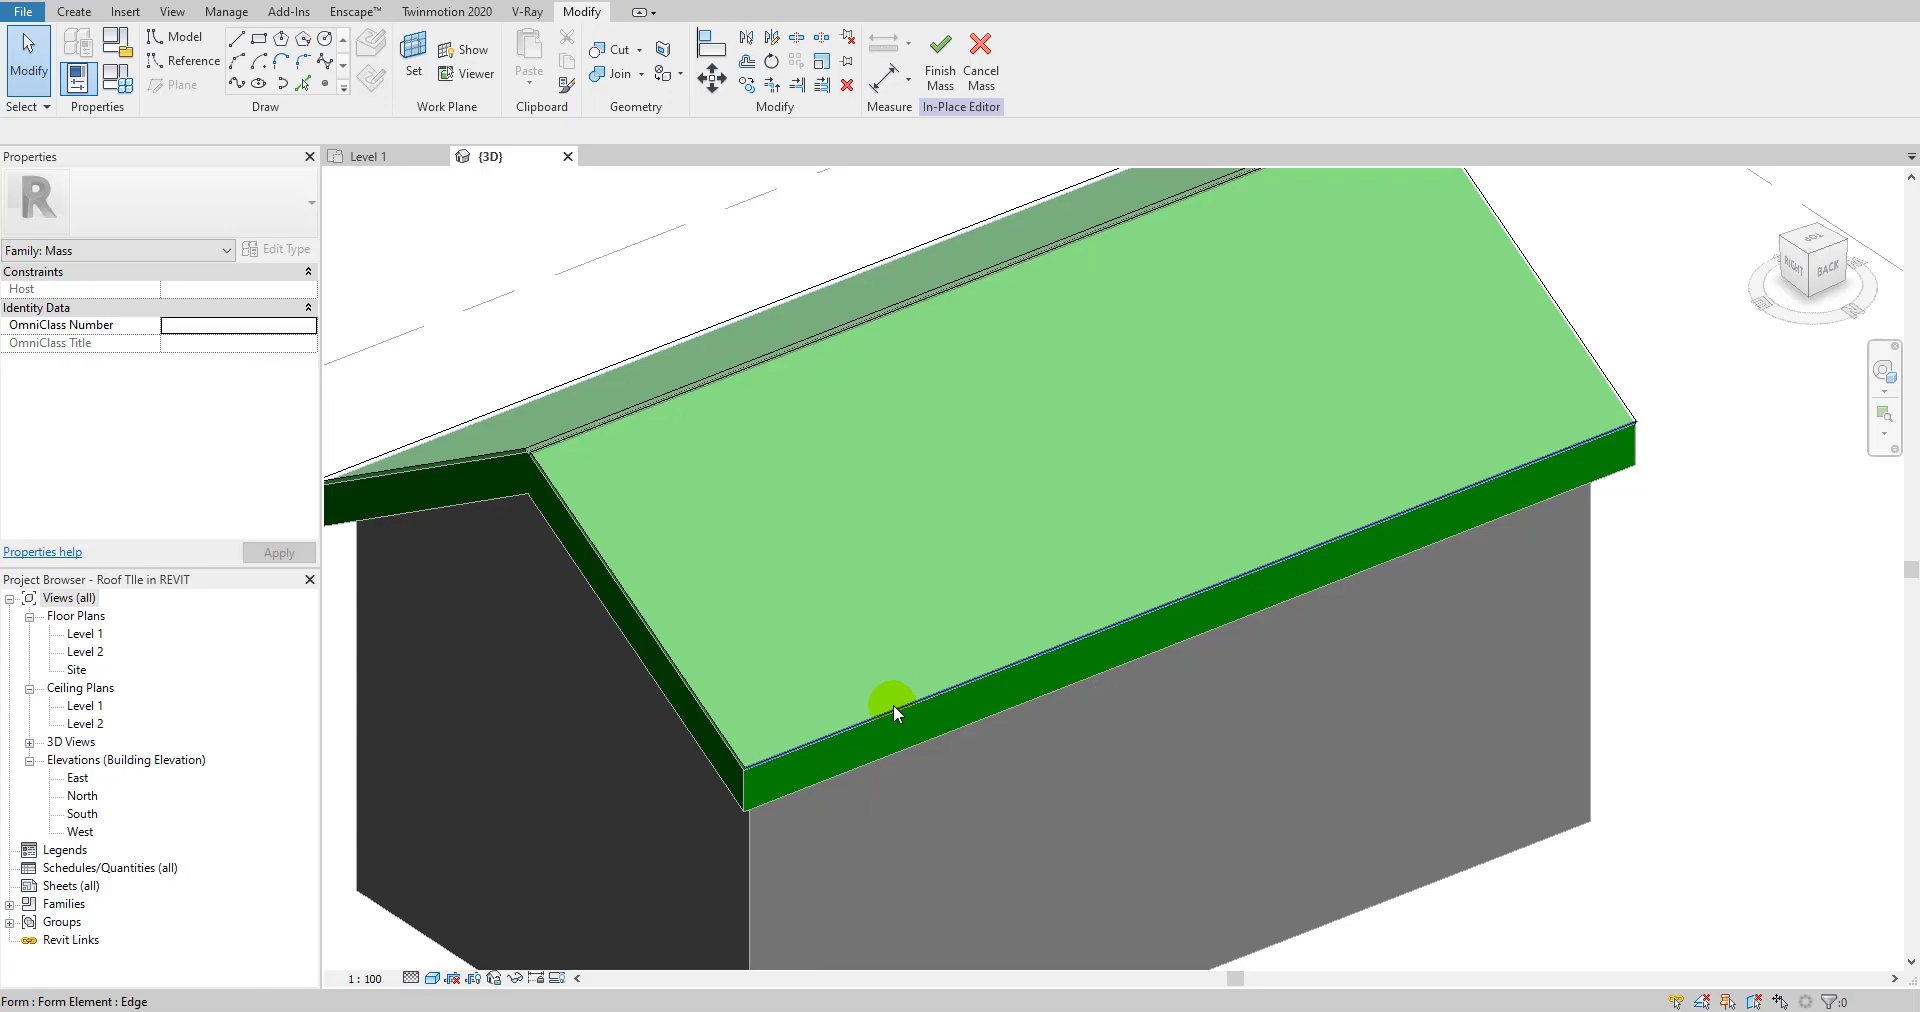 File Create Insert View Manage Add-Ins Enscape™ Twinmotion 2020 V-Ray Modify
Modify
Select
Properties
Model
Reference
Plane
Draw
Set
Show
Viewer
Work Plane
Paste
Clipboard
Cut
Join
Geometry
Modify
Measure
Finish
Mass
Cancel
Mass
In-Place Editor
Properties
Level 1
{3D}
R
Family: Mass
Edit Type
Constraints
Host
Identity Data
OmniClass Number
OmniClass Title
Properties help
Apply
TOP
RIGHT
BACK
Project Browser - Roof TIle in REVIT
Views (all)
Floor Plans
Level 1
Level 2
Site
Ceiling Plans
Level 1
Level 2
3D Views
Elevations (Building Elevation)
East
North
South
West
Legends
Schedules/Quantities (all)
Sheets (all)
Families
Groups
Revit Links
1 : 100
Form : Form Element : Edge
:0